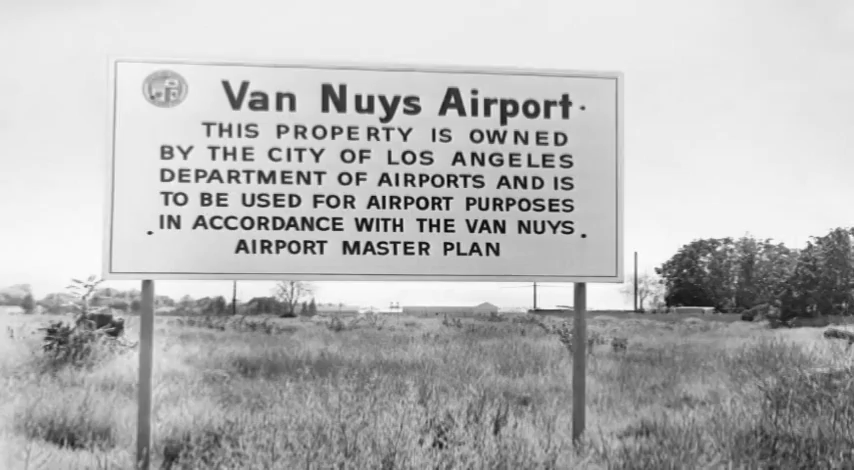 Van Nuys Airport
THIS PROPERTY IS OWNED
BY THE CITY OF LOS ANGELES
DEPARTMENT OF AIRPORTS AND IS
TO BE USED FOR AIRPORT PURPOSES
IN ACCORDANCE WITH THE VAN NUYS
AIRPORT MASTER PLAN